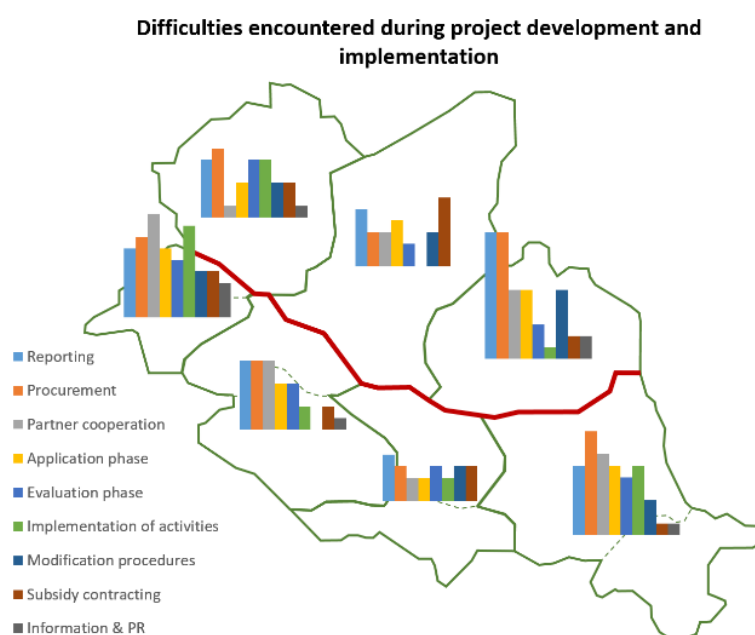 Difficulties encountered during project development and
implementation
Reporting
Procurement
Partner cooperation
Application phase
Evaluation phase
Implementation of activities
Modification procedures
Subsidy contracting
Information & PR